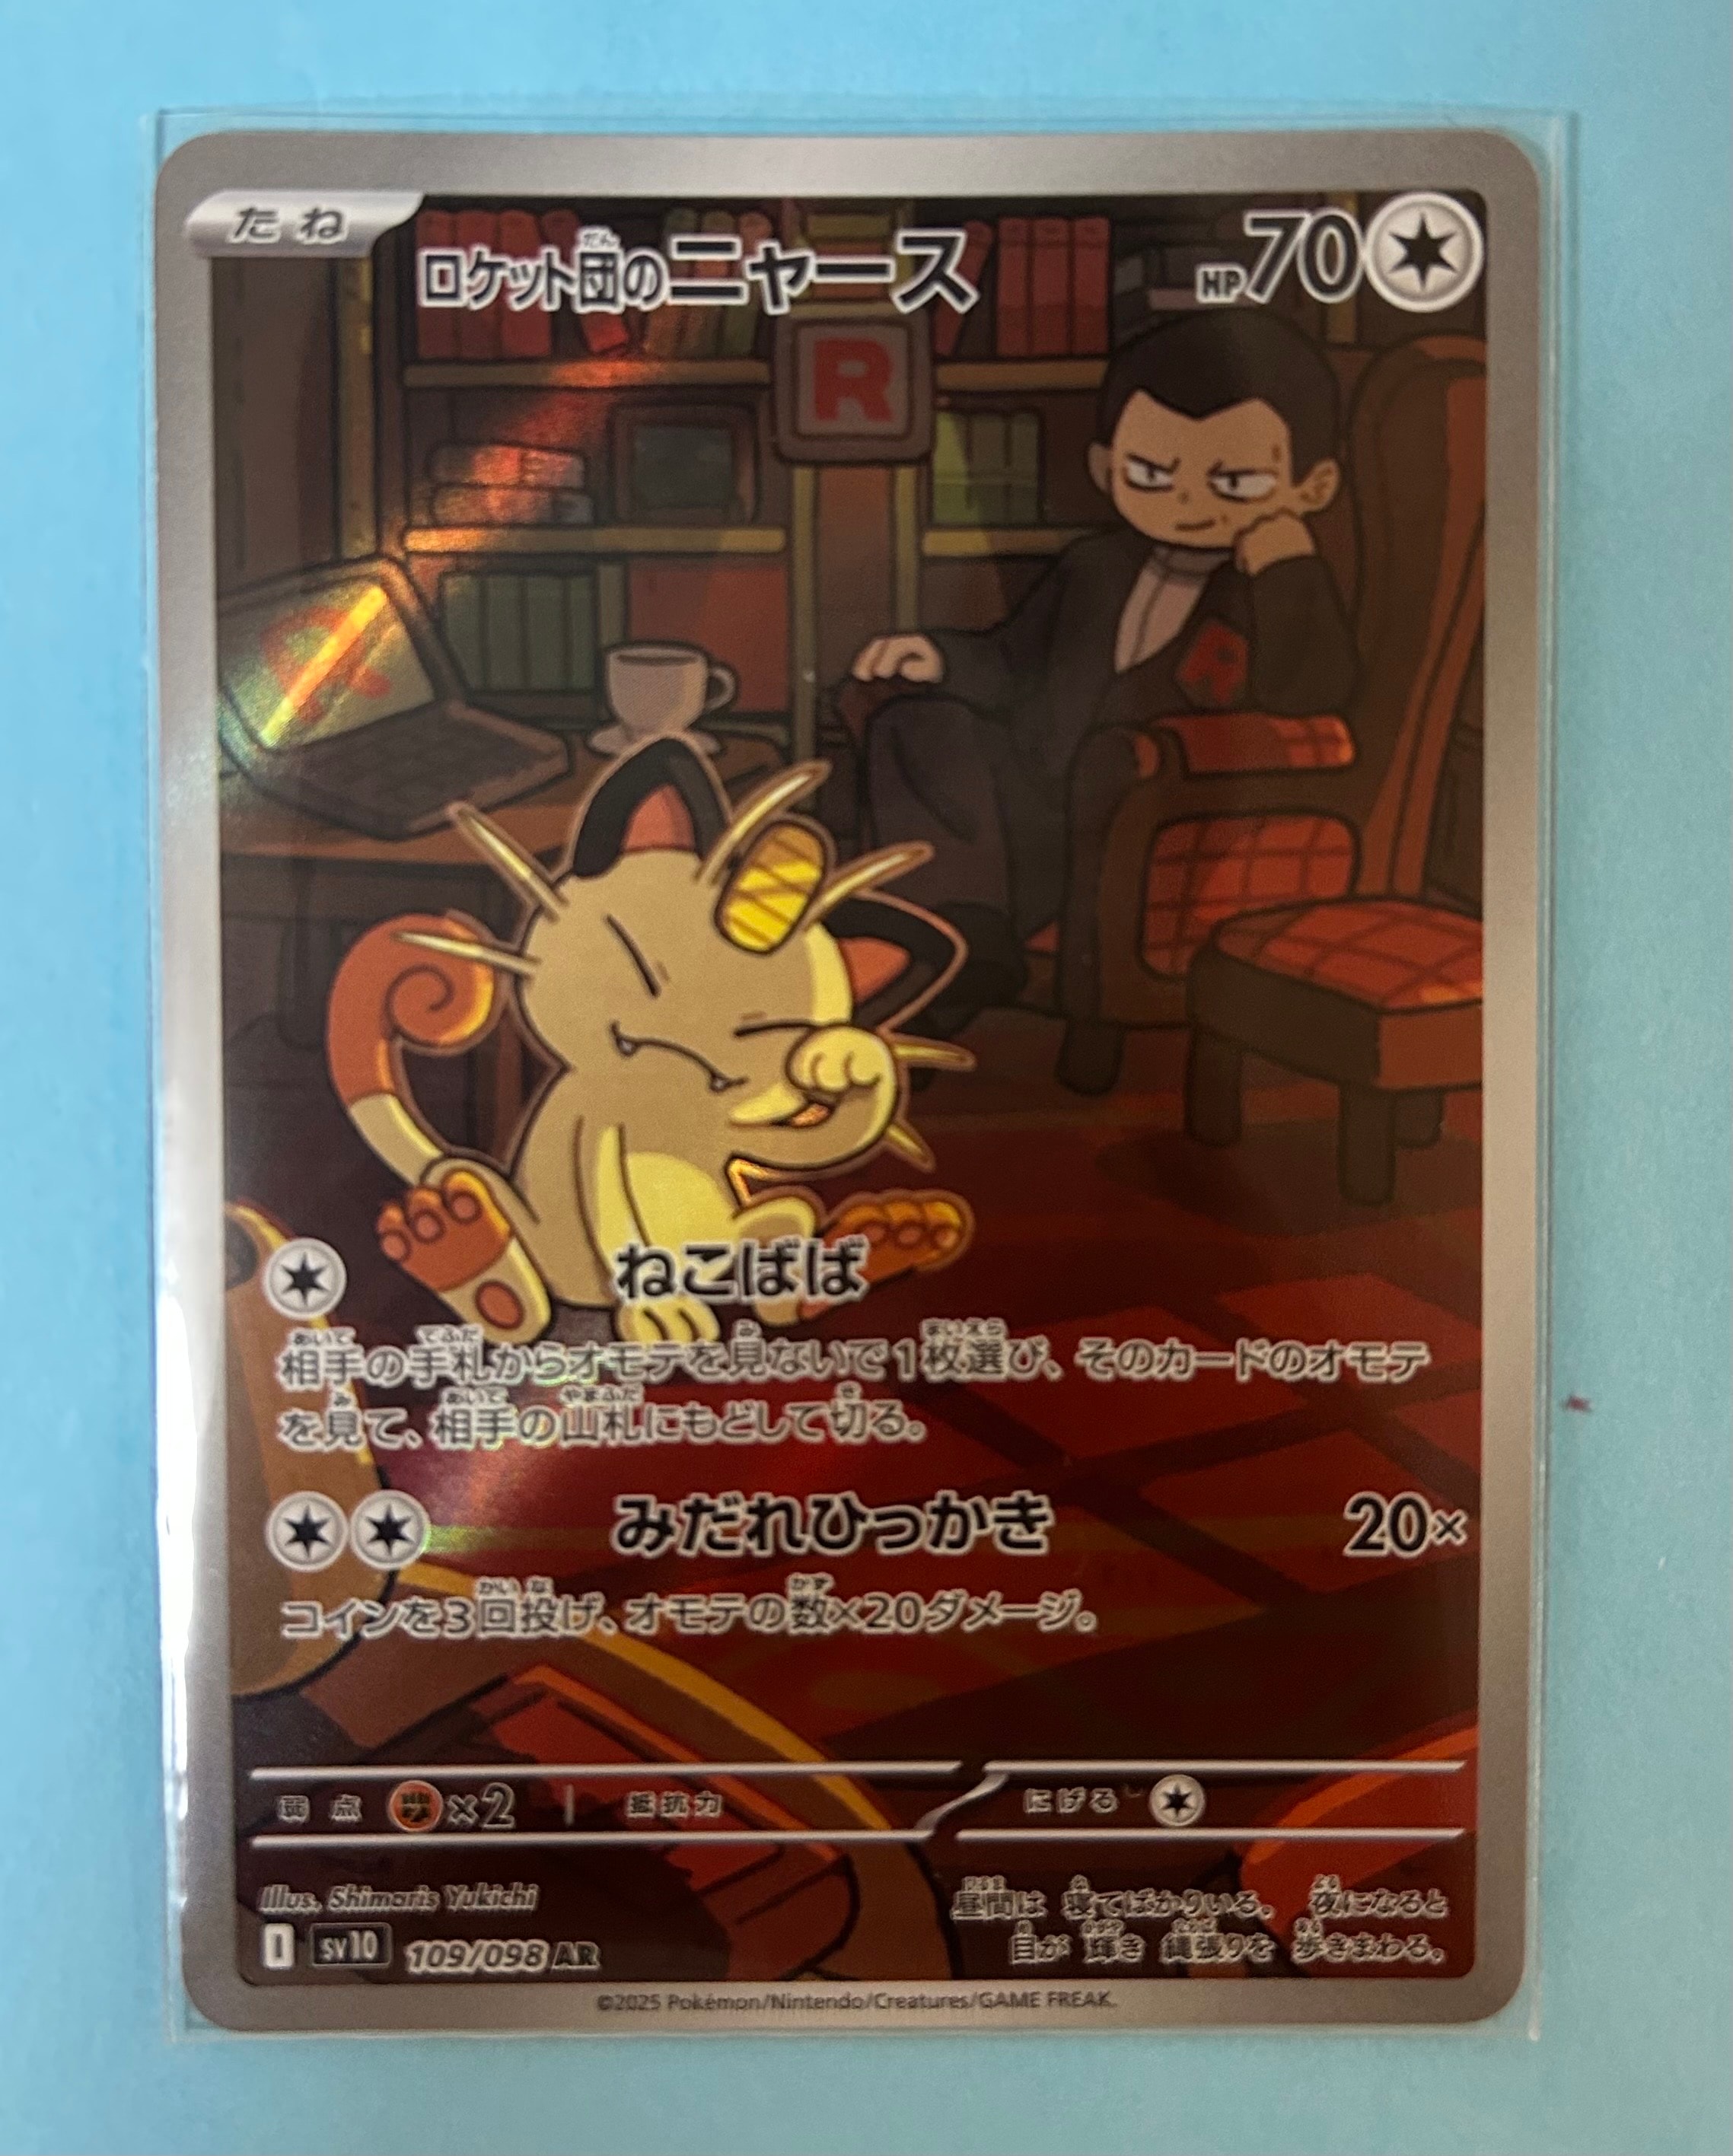 たね
ロケット団のニャース
HP70
R
R
R
ねこばば
相手の手札からオモテを見ないで1枚選び、そのカードのオモテ
を見て、相手の山札にもどして切る。
みだれひっかき 20×
コインを3回投げ、オモテの数×20ダメージ。
弱点 ×2 抵抗力 にげる
Illus. Shimaris Yukichi
昼間は 寝てばかりいる。 夜になると
目が 輝き 縄張りを 歩きまわる。
I sv10 109/098 AR
©2025 Pokémon/Nintendo/Creatures/GAME FREAK.